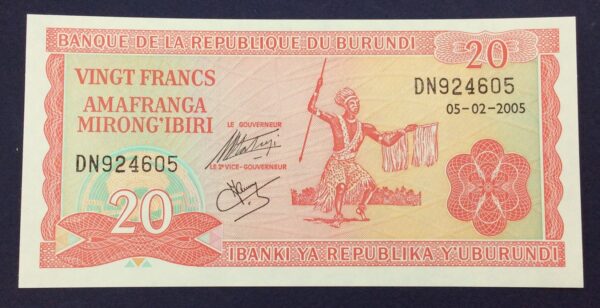 BANQUE DE LA REPUBLIQUE DU BURUNDI
20
VINGT FRANCS
AMAFRANGA
MIRONG'IBIRI
DN924605
05-02-2005
LE GOUVERNEUR
LE 2e VICE-GOUVERNEUR
DN924605
20
IBANKI YA REPUBLIKA Y'UBURUNDI